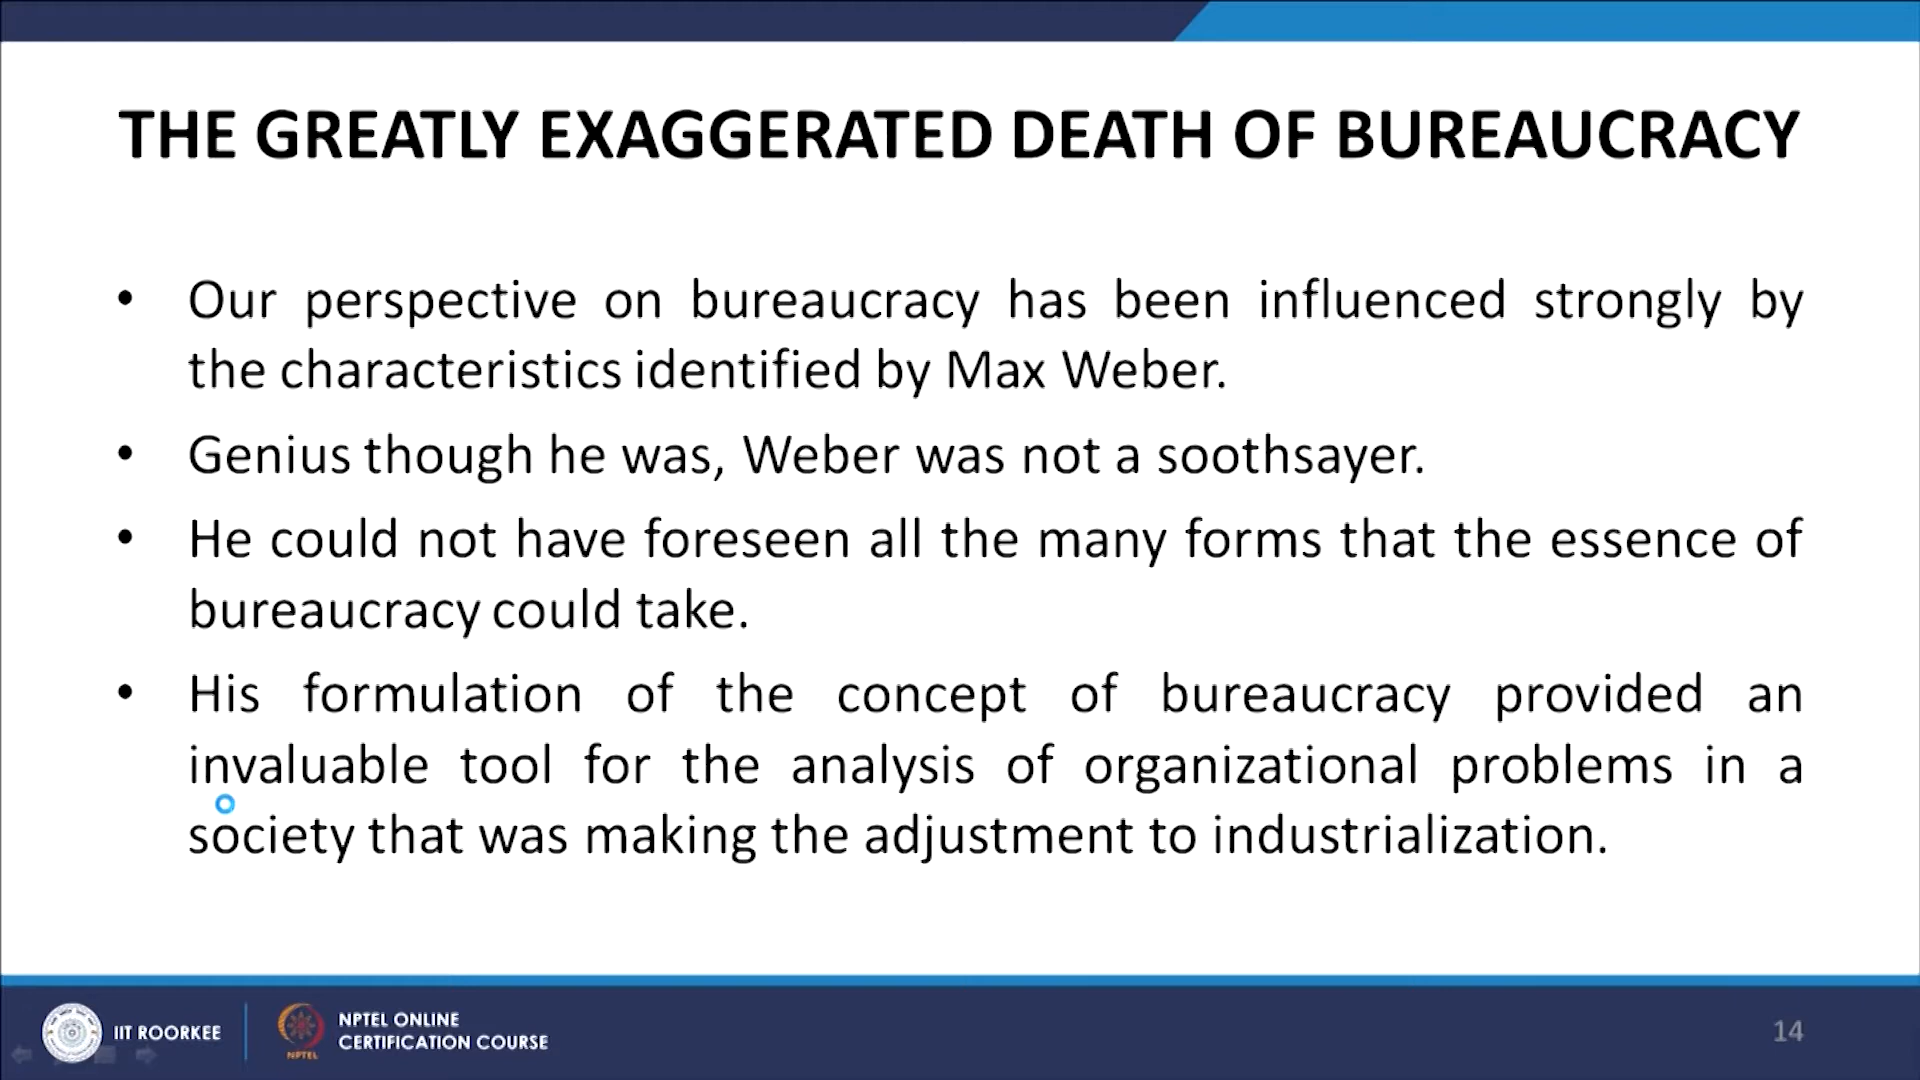 THE GREATLY EXAGGERATED DEATH OF BUREAUCRACY
• Our perspective on bureaucracy has been influenced strongly by
the characteristics identified by Max Weber.
• Genius though he was, Weber was not a soothsayer.
• He could not have foreseen all the many forms that the essence of
bureaucracy could take.
• His formulation of the concept of bureaucracy provided an
invaluable tool for the analysis of organizational problems in a
society that was making the adjustment to industrialization.
IIT ROORKEE
NPTEL
NPTEL ONLINE
CERTIFICATION COURSE
14